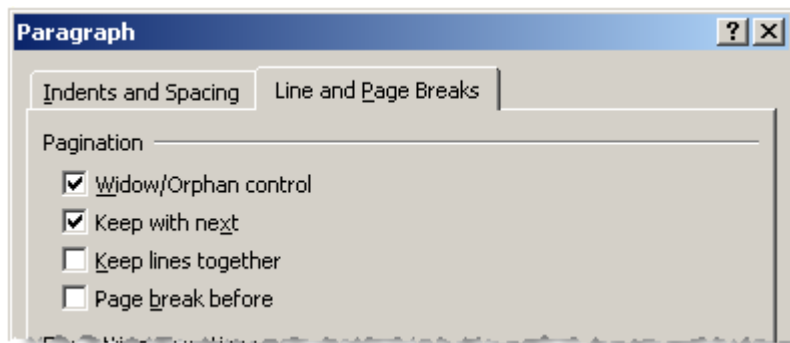 Paragraph
Indents and Spacing Line and Page Breaks
Pagination
Widow/Orphan control
Keep with next
Keep lines together
Page break before